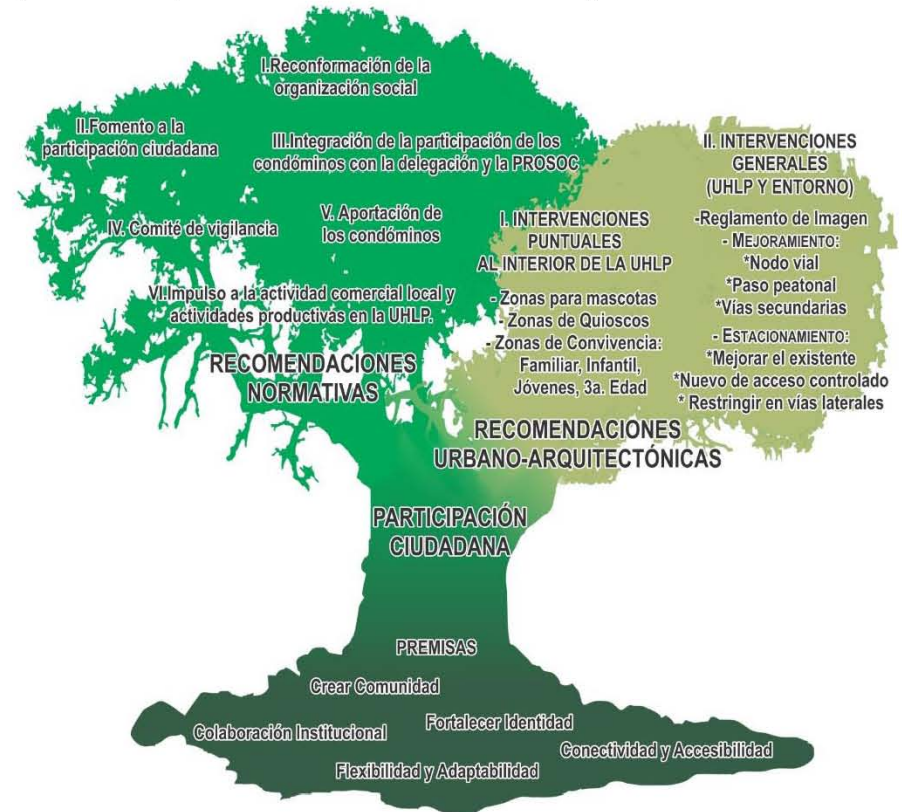 I.Reconformación de la
organización social
II.Fomento a la
participación ciudadana
III.Integración de la participación de los
condóminos con la delegación y la PROSOC
IV. Comité de vigilancia
V. Aportación de
los condóminos
VI.Impulso a la actividad comercial local y
actividades productivas en la UHLP.
RECOMENDACIONES
NORMATIVAS
I. INTERVENCIONES
PUNTUALES
AL INTERIOR DE LA UHLP
- Zonas para mascotas
- Zonas de Quioscos
- Zonas de Convivencia:
Familiar, Infantil,
Jóvenes, 3a. Edad
II. INTERVENCIONES
GENERALES
(UHLP Y ENTORNO)
-Reglamento de Imagen
- MEJORAMIENTO:
*Nodo vial
*Paso peatonal
*Vías secundarias
- ESTACIONAMIENTO:
*Mejorar el existente
*Nuevo de acceso controlado
* Restringir en vías laterales
RECOMENDACIONES
URBANO-ARQUITECTÓNICAS
PARTICIPACIÓN
CIUDADANA
PREMISAS
Crear Comunidad
Colaboración Institucional
Fortalecer Identidad
Conectividad y Accesibilidad
Flexibilidad y Adaptabilidad